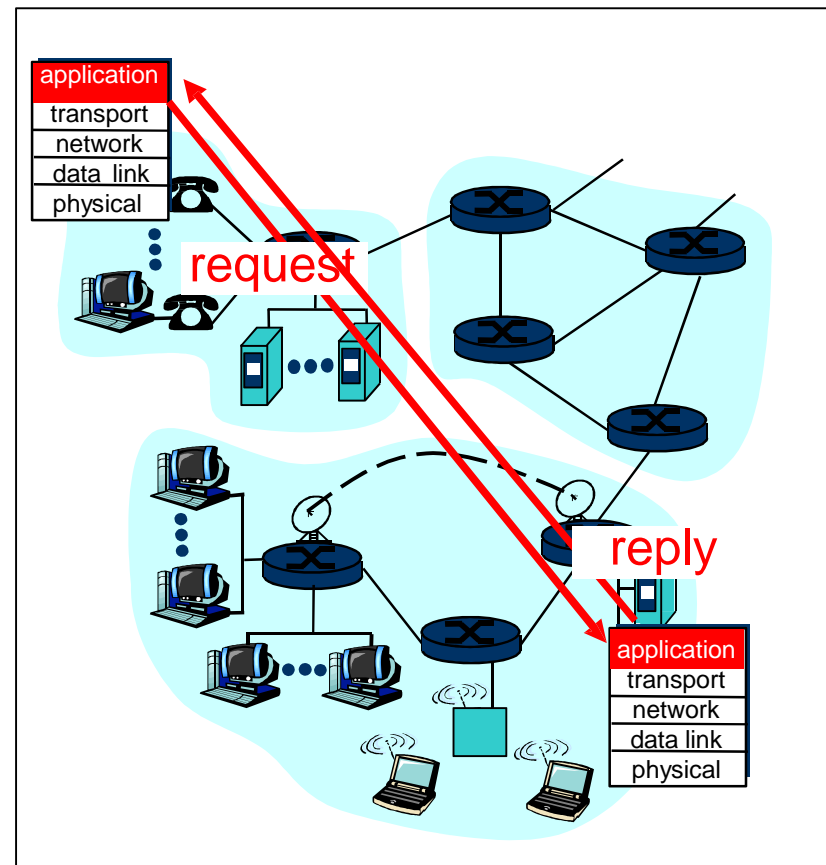 application
transport
network
data link
physical
request
reply
application
transport
network
data link
physical